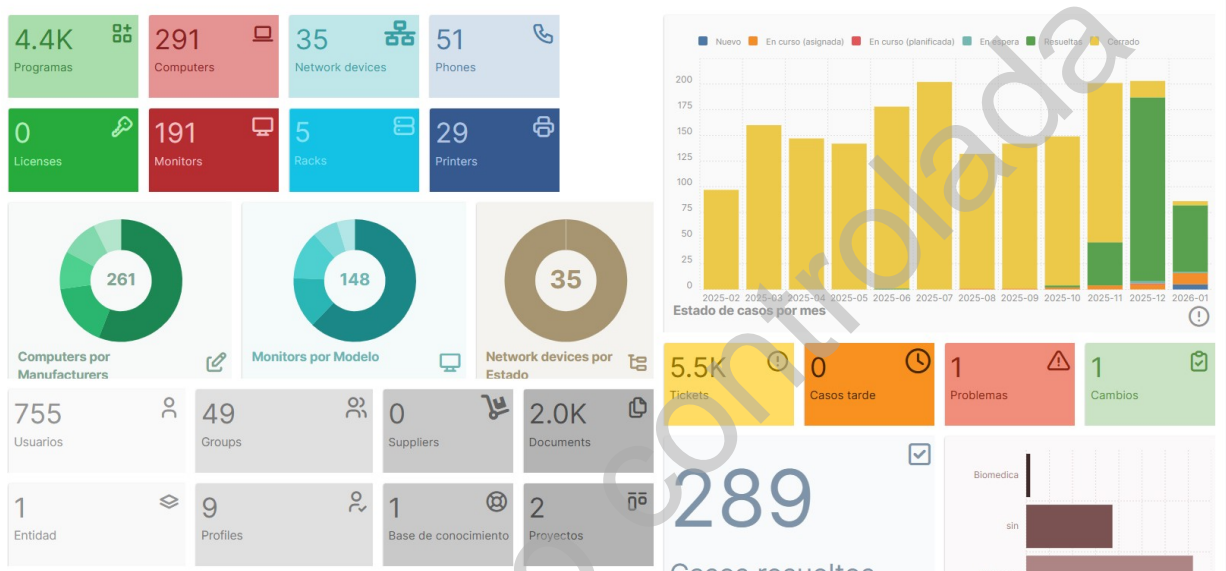 4.4K
Programas
291
Computers
35
Network devices
51
Phones
0
Licenses
191
Monitors
5
Racks
29
Printers
261
Computers por
Manufacturers
148
Monitors por Modelo
35
Network devices por
Estado
755
Usuarios
49
Groups
0
Suppliers
2.0K
Documents
1
Entidad
9
Profiles
1
Base de conocimiento
2
Proyectos
Nuevo En curso (asignada) En curso (planificada) En espera Resueltas Cerrado
200
175
150
125
100
75
50
25
0
2025-02 2025-03 2025-04 2025-05 2025-06 2025-07 2025-08 2025-09 2025-10 2025-11 2025-12 2026-01
Estado de casos por mes
5.5K
Tickets
0
Casos tarde
1
Problemas
1
Cambios
289
Casos resueltos
Biomedica
sin
controlada